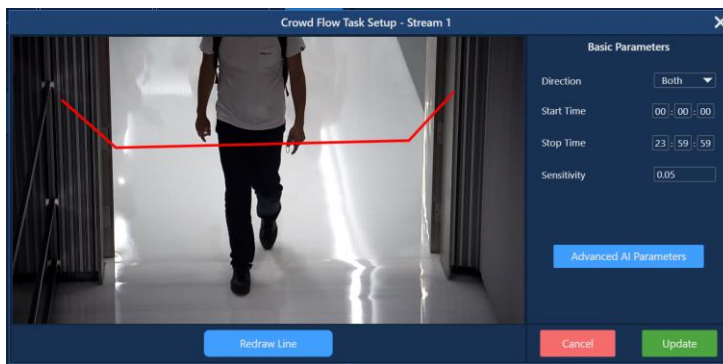 Crowd Flow Task Setup - Stream 1
Basic Parameters
Direction Both
Start Time 00 : 00 : 00
Stop Time 23 : 59 : 59
Sensitivity 0.05
Advanced AI Parameters
Redraw Line
Cancel
Update